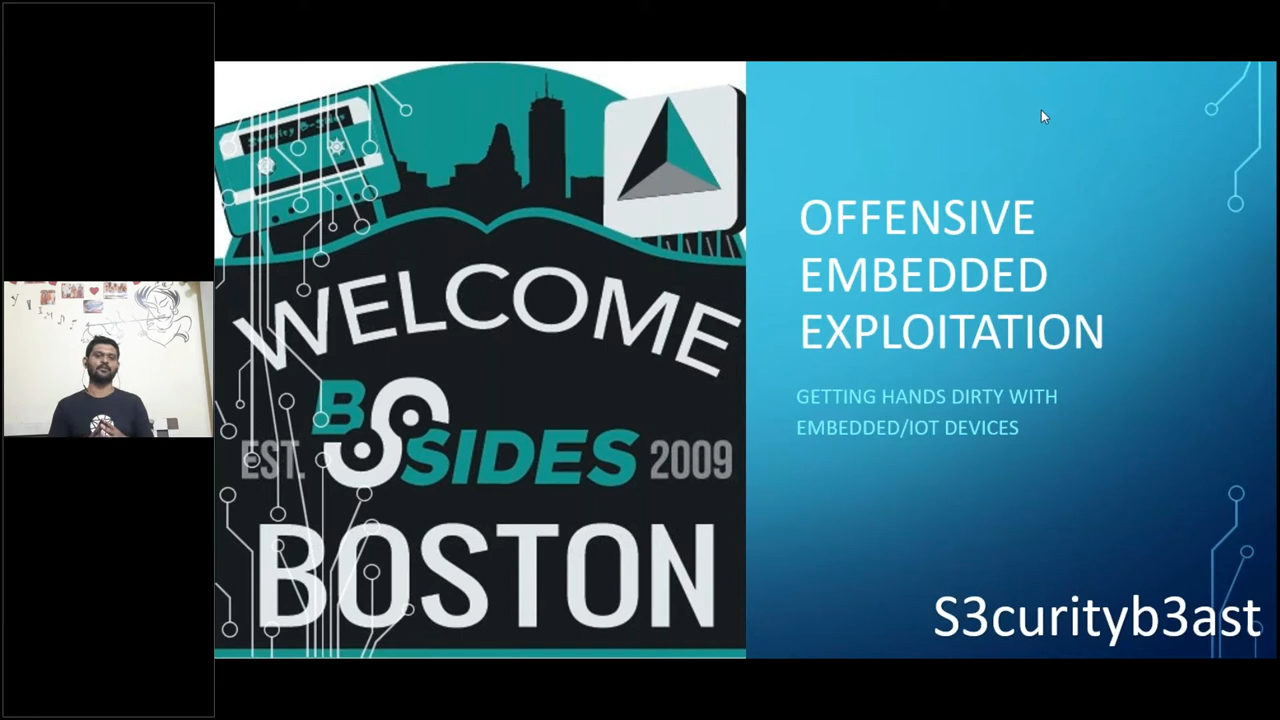 WELCOME
BSIDES
EST. 2009
BOSTON
OFFENSIVE
EMBEDDED
EXPLOITATION
GETTING HANDS DIRTY WITH
EMBEDDED/IOT DEVICES
S3curityb3ast